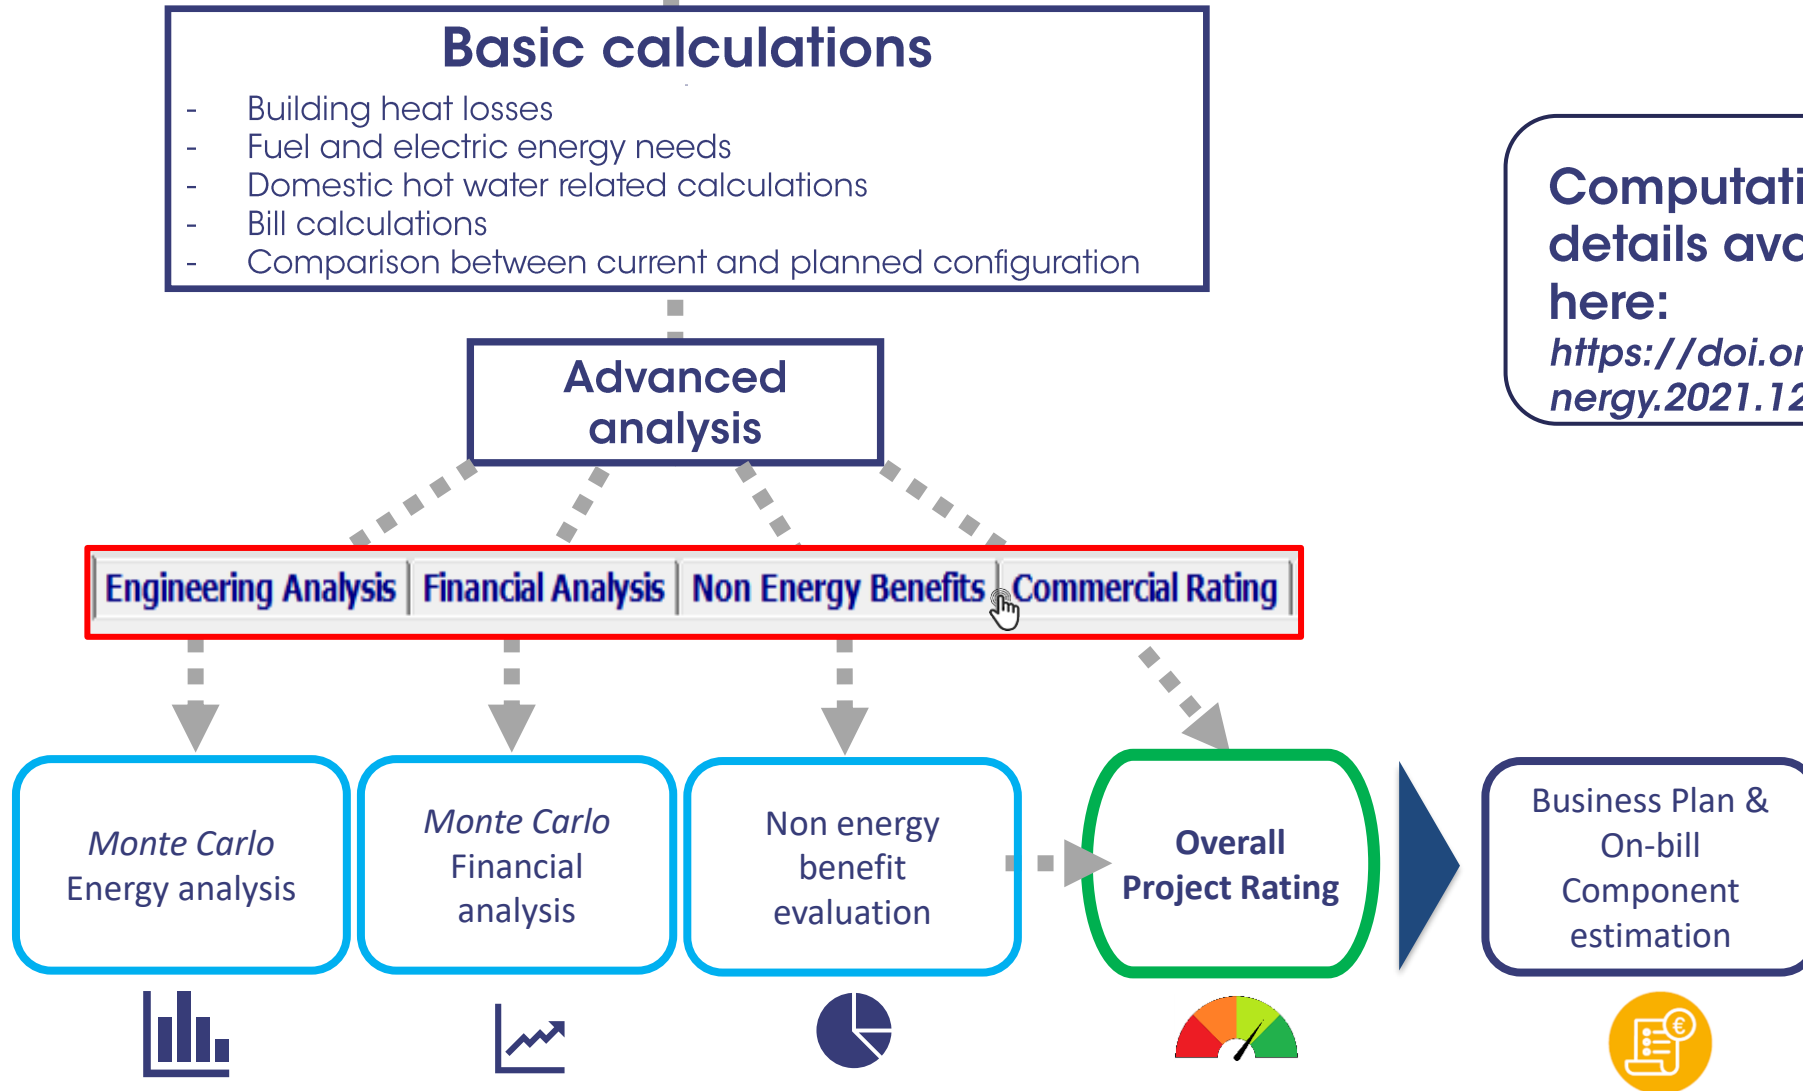 Basic calculations
- Building heat losses
- Fuel and electric energy needs
- Domestic hot water related calculations
- Bill calculations
- Comparison between current and planned configuration
Advanced
analysis
details
here:
Engineering Analysis Financial Analysis Non Energy Benefits Commercial Rating
Monte Carlo
Energy analysis
Monte Carlo
Financial
analysis
Non energy
benefit
evaluation
Overall
Project Rating
Business Plan &
On-bill
Component
estimation
€